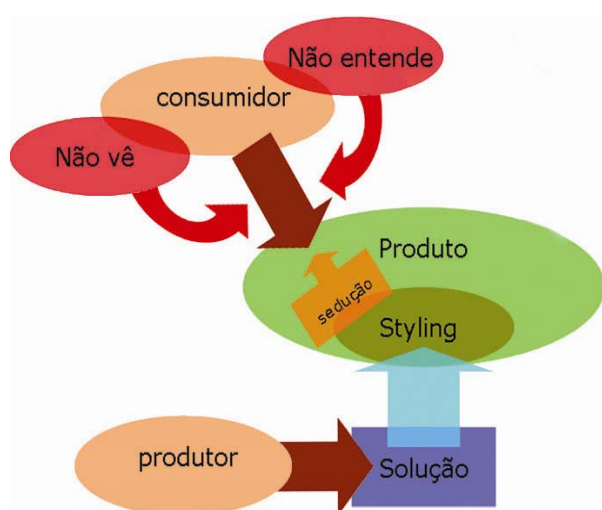 Não entende
consumidor
Não vê
Produto
sedução
Styling
produtor
Solução